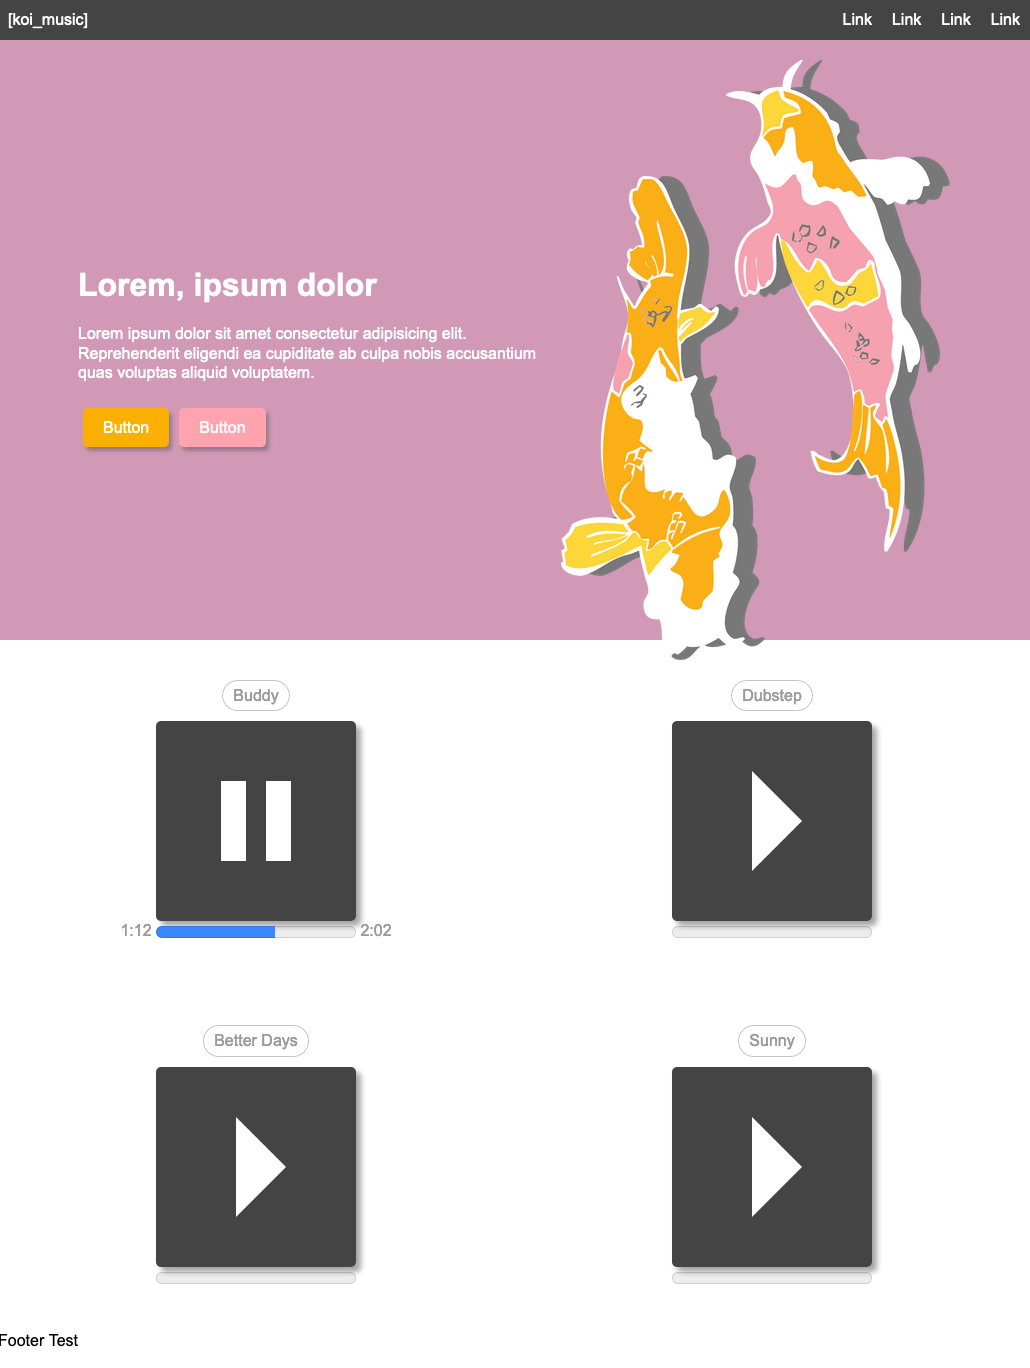 [koi_music] Link Link Link Link
Lorem, ipsum dolor
Lorem ipsum dolor sit amet consectetur adipisicing elit.
Reprehenderit eligendi ea cupiditate ab culpa nobis accusantium
quas voluptas aliquid voluptatem.
Button Button
Buddy Dubstep
1:12 2:02
Better Days Sunny
Footer Test